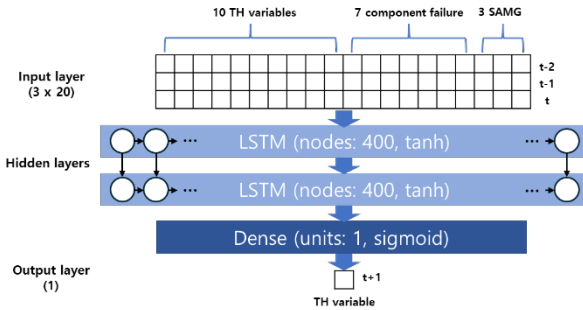 10 TH variables
7 component failure
3 SAMG
Input layer
(3 x 20)
t-2
t-1
t
Hidden layers
... LSTM (nodes: 400, tanh) ...
... LSTM (nodes: 400, tanh) ...
Dense (units: 1, sigmoid)
Output layer
(1)
t+1
TH variable